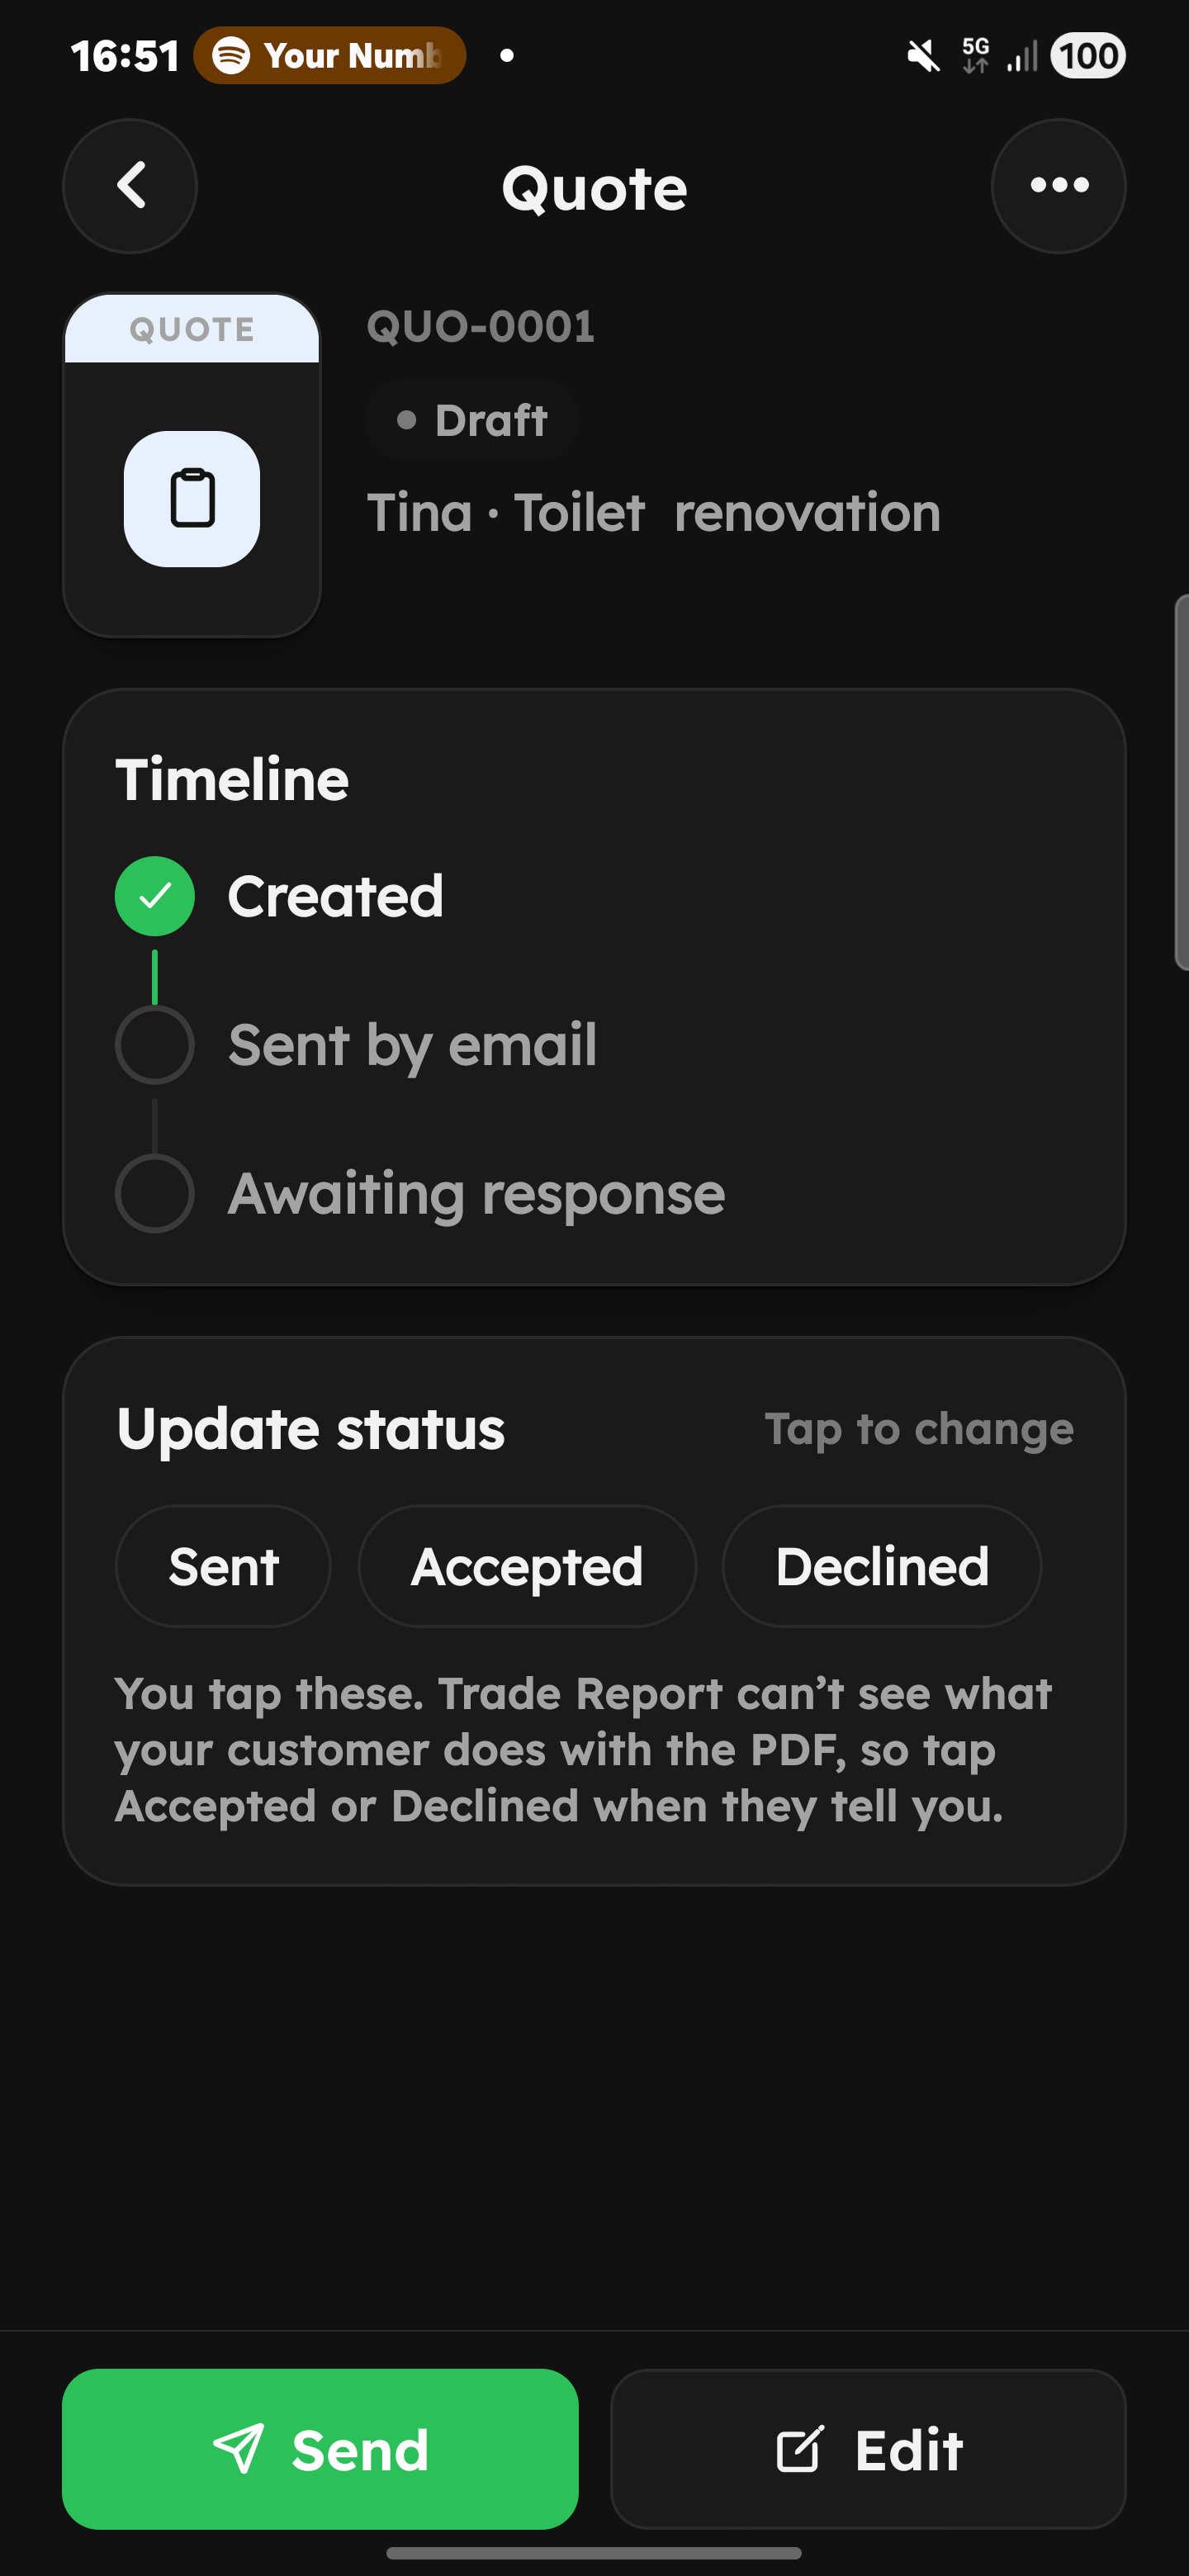 16:51 Your Num 5G 100
Quote
QUOTE
QUO-0001
Draft
Tina · Toilet renovation
Timeline
Created
Sent by email
Awaiting response
Update status Tap to change
Sent Accepted Declined
You tap these. Trade Report can’t see what
your customer does with the PDF, so tap
Accepted or Declined when they tell you.
Send Edit